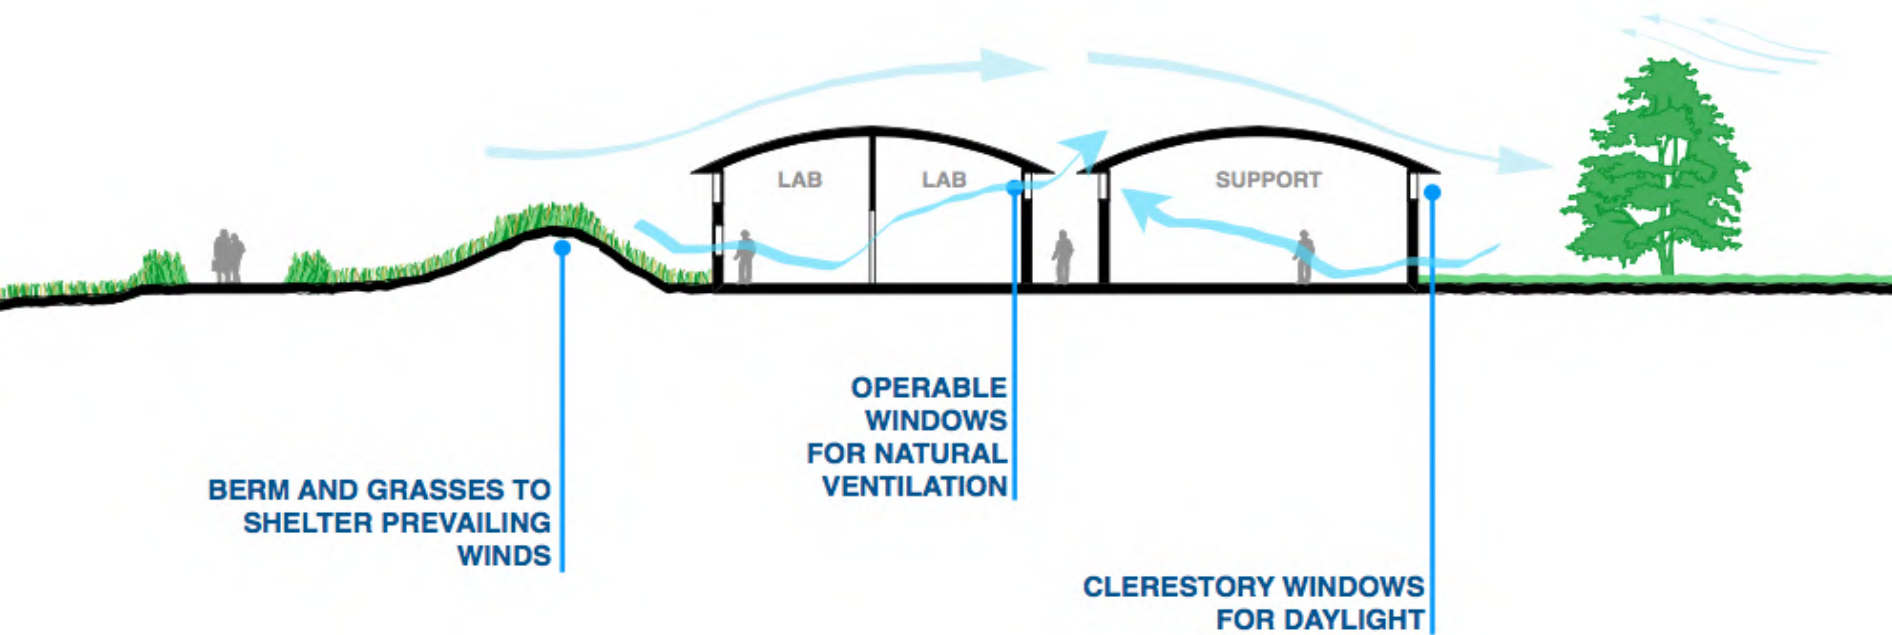 LAB
LAB
SUPPORT
OPERABLE
WINDOWS
FOR NATURAL
VENTILATION
BERM AND GRASSES TO
SHELTER PREVAILING
WINDS
CLERESTORY WINDOWS
FOR DAYLIGHT